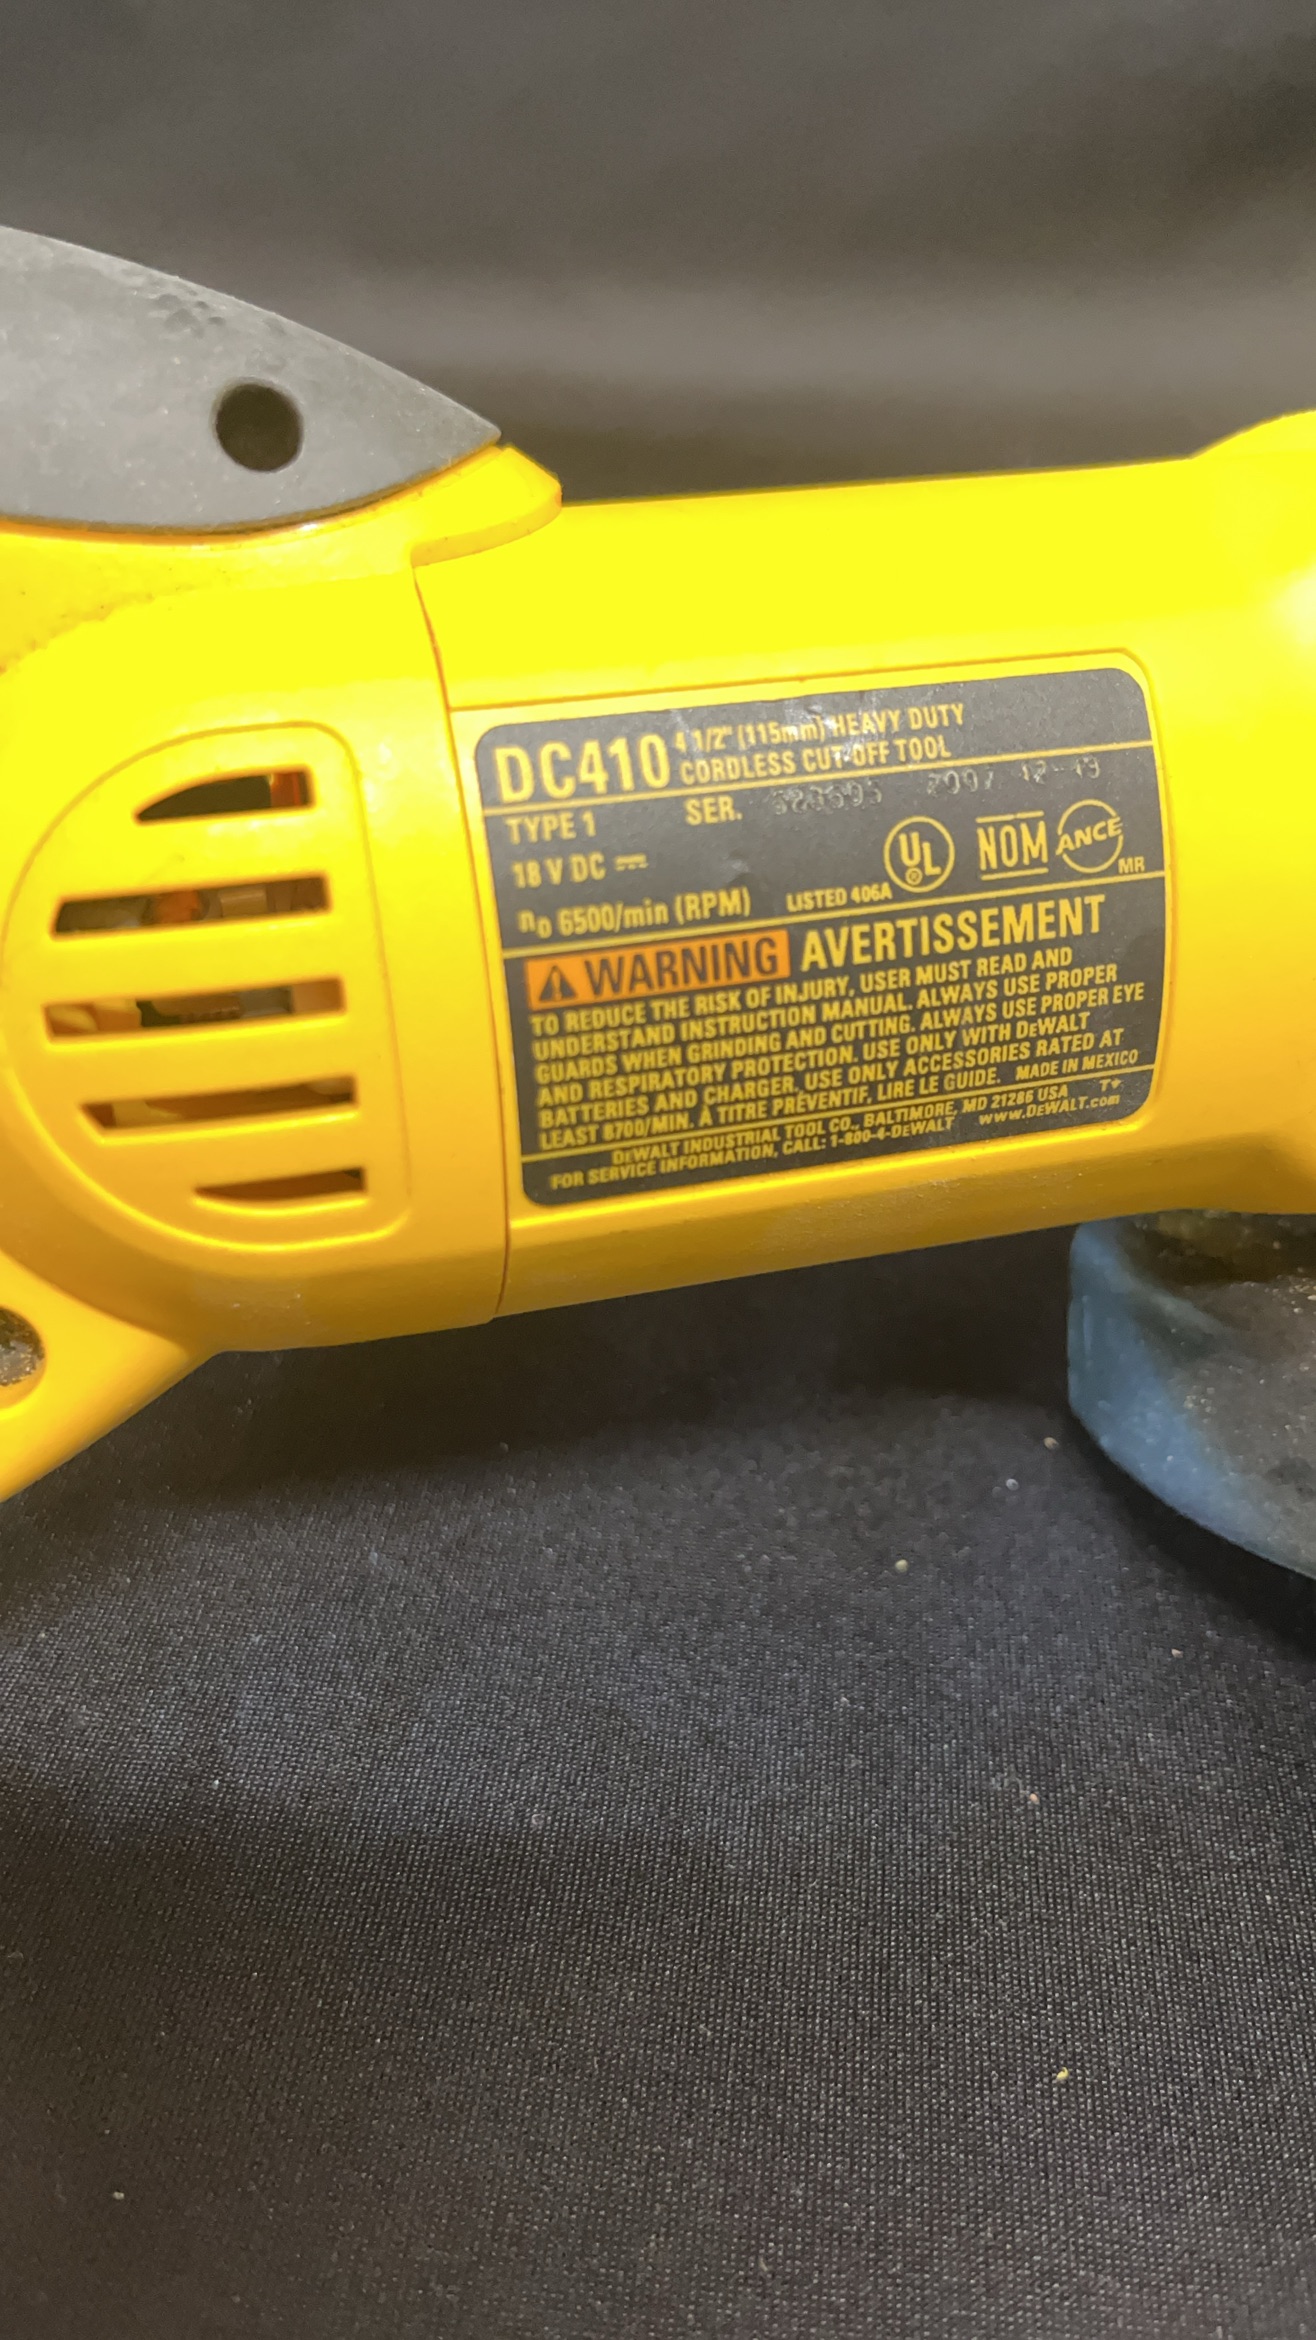 DC410 4 1/2" (115mm) HEAVY DUTY
CORDLESS CUT-OFF TOOL
TYPE 1 SER.
18 V DC ⎓
n₀ 6500/min (RPM) LISTED 406A UL NOM ANCE MR
WARNING AVERTISSEMENT
TO REDUCE THE RISK OF INJURY, USER MUST READ AND
UNDERSTAND INSTRUCTION MANUAL. ALWAYS USE PROPER
GUARDS WHEN GRINDING AND CUTTING. ALWAYS USE PROPER EYE
AND RESPIRATORY PROTECTION. USE ONLY WITH DEWALT
BATTERIES AND CHARGER. USE ONLY ACCESSORIES RATED AT
LEAST 8700/MIN. À TITRE PRÉVENTIF, LIRE LE GUIDE. MADE IN MEXICO
DEWALT INDUSTRIAL TOOL CO., BALTIMORE, MD 21286 USA
FOR SERVICE INFORMATION, CALL: 1-800-4-DEWALT www.DEWALT.com